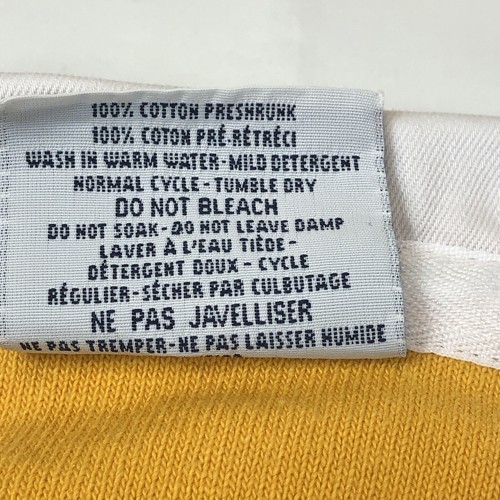 100% COTTON PRESHRUNK
100% COTON PRÉ-RÉTRÉCI
WASH IN WARM WATER-MILD DETERGENT
NORMAL CYCLE-TUMBLE DRY
DO NOT BLEACH
DO NOT SOAK-DO NOT LEAVE DAMP
LAVER À L'EAU TIÈDE-
DÉTERGENT DOUX-CYCLE
RÉGULIER-SÉCHER PAR CULBUTAGE
NE PAS JAVELLISER
NE PAS TREMPER-NE PAS LAISSER HUMIDE